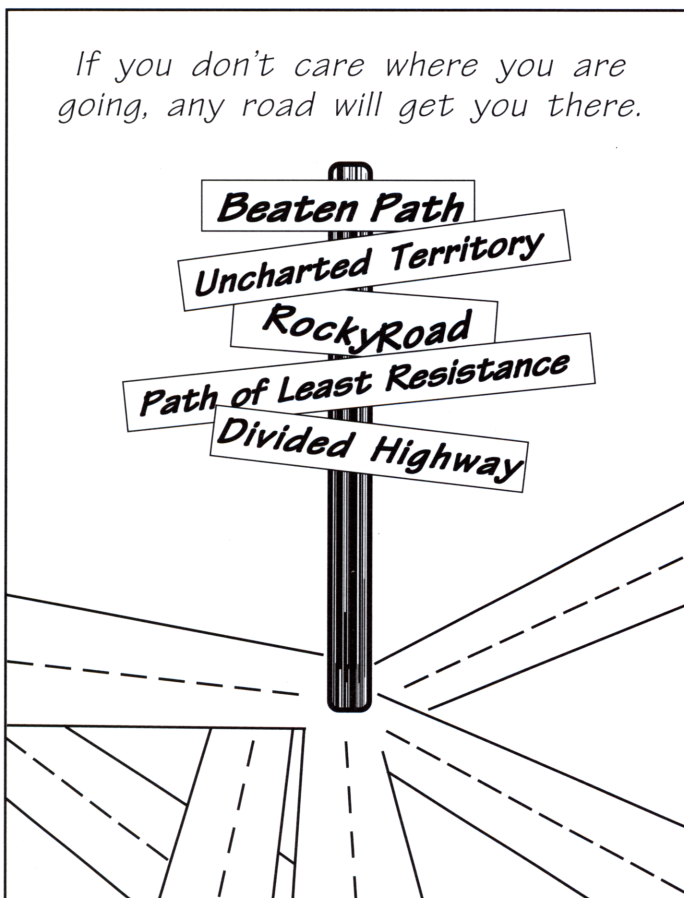 If you don't care where you are
going, any road will get you there.
Beaten Path
Uncharted Territory
RockyRoad
Path of Least Resistance
Divided Highway